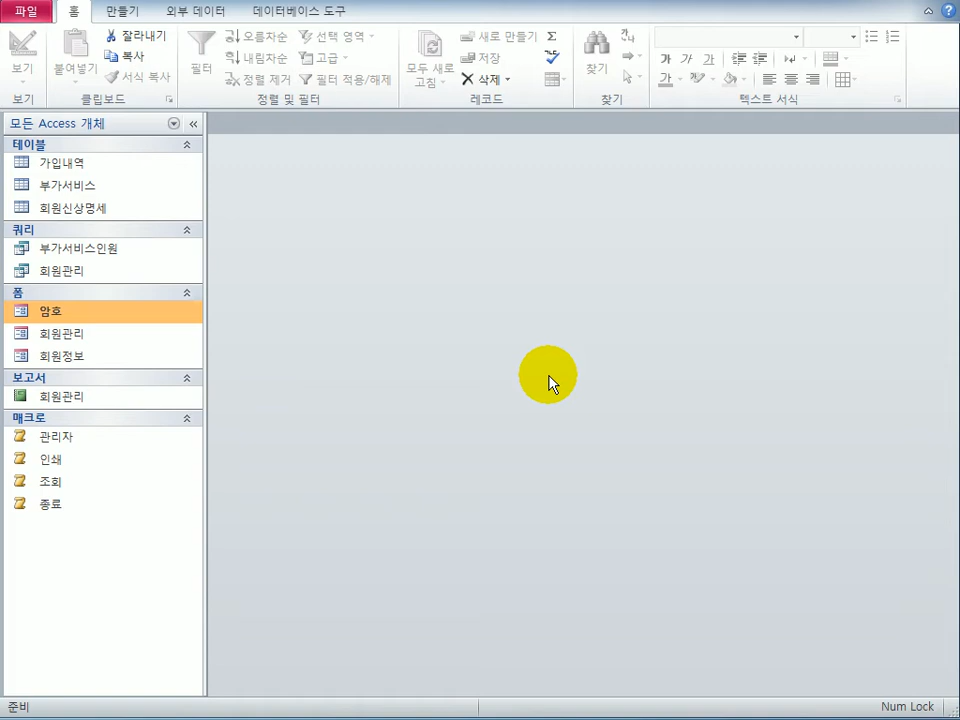 파일 홈 만들기 외부 데이터 데이터베이스 도구
보기
보기
붙여넣기
잘라내기
복사
서식 복사
클립보드
필터
오름차순
내림차순
정렬 제거
선택 영역
고급
필터 적용/해제
정렬 및 필터
모두 새로
고침
새로 만들기
저장
삭제
레코드
찾기
찾기
가 가 가
가
텍스트 서식
모든 Access 개체
테이블
가입내역
부가서비스
회원신상명세
쿼리
부가서비스인원
회원관리
폼
암호
회원관리
회원정보
보고서
회원관리
매크로
관리자
인쇄
조회
종료
준비
Num Lock